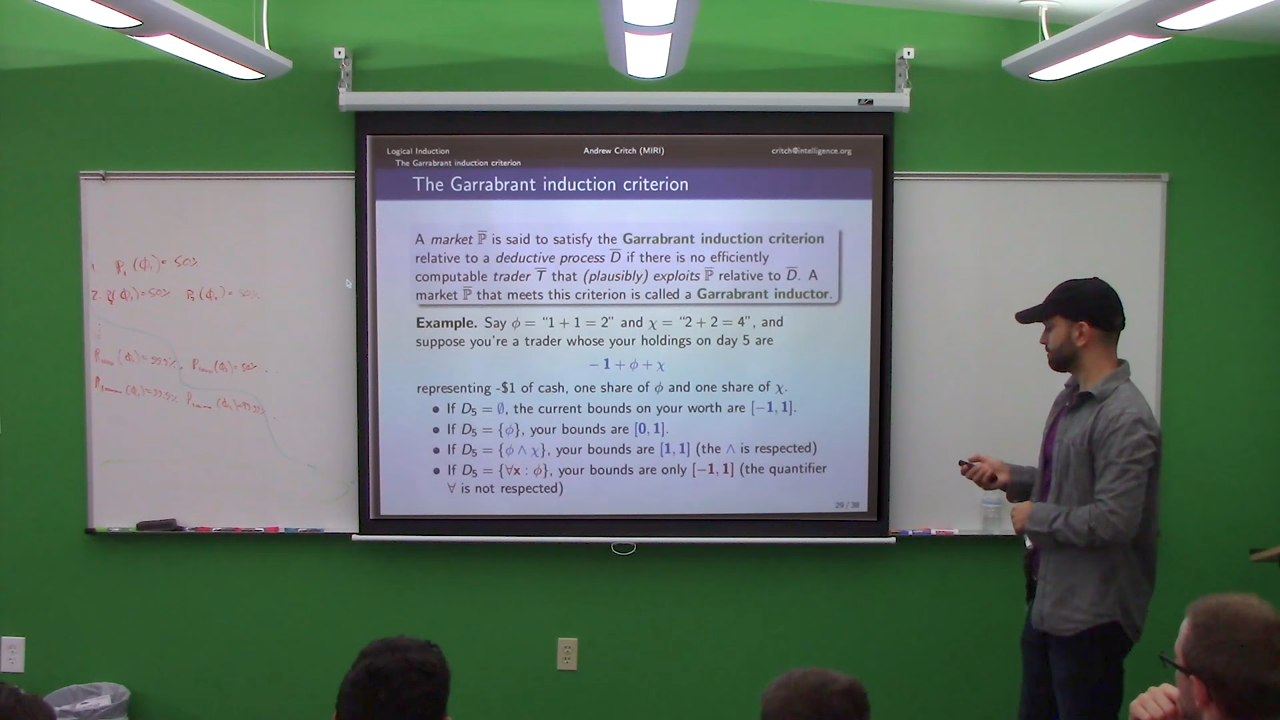 Logical Induction
Andrew Critch (MIRI)
critch@intelligence.org
The Garrabrant induction criterion
The Garrabrant induction criterion
A market ℙ̅ is said to satisfy the Garrabrant induction criterion
relative to a deductive process D̅ if there is no efficiently
computable trader T̅ that (plausibly) exploits ℙ̅ relative to D̅. A
market ℙ̅ that meets this criterion is called a Garrabrant inductor.
Example. Say ϕ = “1 + 1 = 2” and χ = “2 + 2 = 4”, and
suppose you're a trader whose holdings on day 5 are
− 1 + ϕ + χ
representing -$1 of cash, one share of ϕ and one share of χ.
• If D₅ = ∅, the current bounds on your worth are [−1, 1].
• If D₅ = {ϕ}, your bounds are [0, 1].
• If D₅ = {ϕ ∧ χ}, your bounds are [1, 1] (the ∧ is respected)
• If D₅ = {∀x : ϕ}, your bounds are only [−1, 1] (the quantifier
∀ is not respected)
29 / 38